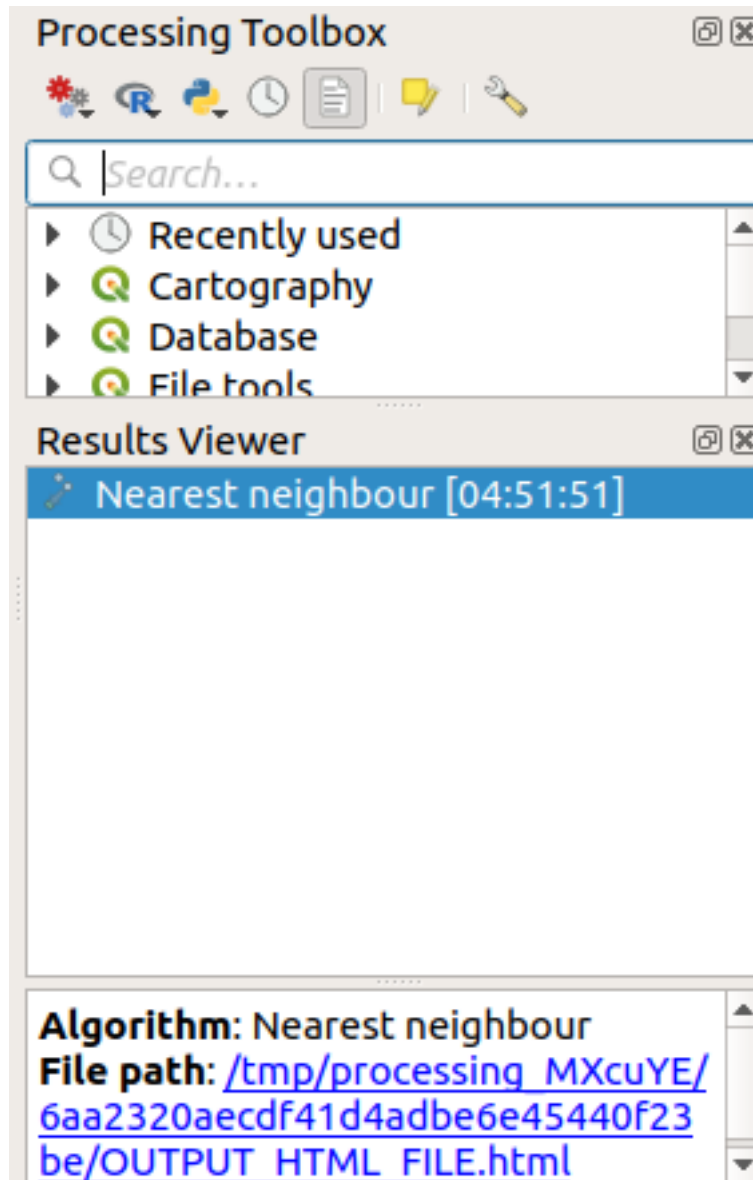 Processing Toolbox
Search…
Recently used
Cartography
Database
File tools
Results Viewer
Nearest neighbour [04:51:51]
Algorithm: Nearest neighbour
File path: /tmp/processing_MXcuYE/
6aa2320aecdf41d4adbe6e45440f23
be/OUTPUT_HTML_FILE.html